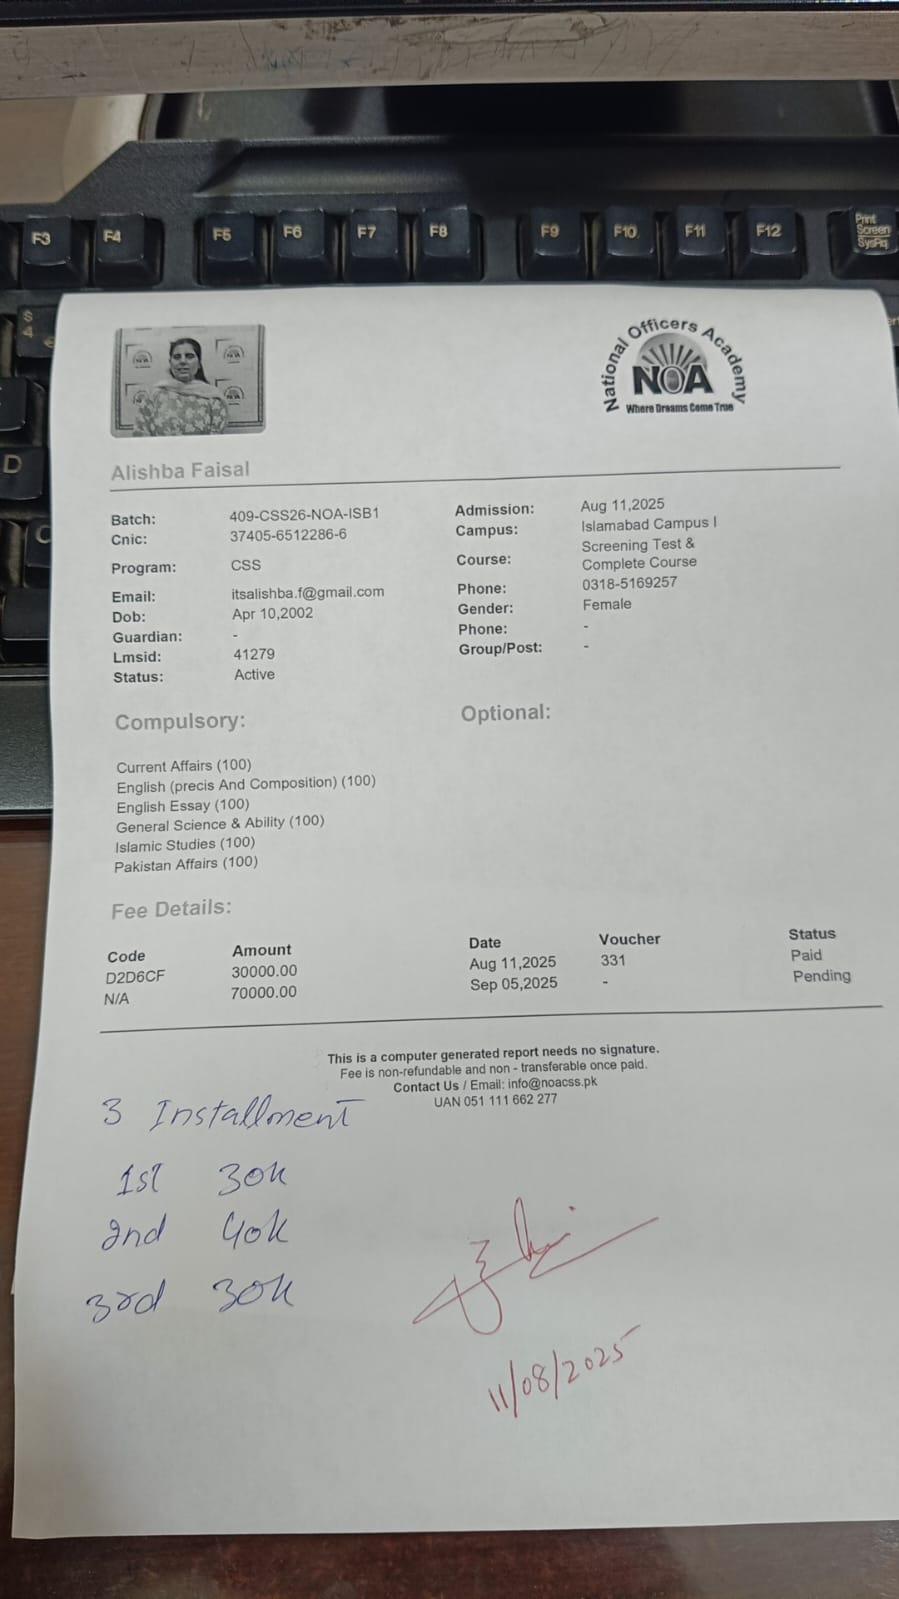 F3 F4 F5 F6 F7 F8 F9 F10 F11 F12 Print Screen SysRq
$ 4
D
C
National Officers Academy
NOA
Where Dreams Come True
Alishba Faisal
Batch: 409-CSS26-NOA-ISB1 Admission: Aug 11,2025
Cnic: 37405-6512286-6 Campus: Islamabad Campus I
Program: CSS Course: Screening Test & Complete Course
Email: itsalishba.f@gmail.com Phone: 0318-5169257
Dob: Apr 10,2002 Gender: Female
Guardian: - Phone: -
Lmsid: 41279 Group/Post: -
Status: Active
Compulsory: Optional:
Current Affairs (100)
English (precis And Composition) (100)
English Essay (100)
General Science & Ability (100)
Islamic Studies (100)
Pakistan Affairs (100)
Fee Details:
Code Amount Date Voucher Status
D2D6CF 30000.00 Aug 11,2025 331 Paid
N/A 70000.00 Sep 05,2025 - Pending
This is a computer generated report needs no signature.
Fee is non-refundable and non - transferable once paid.
Contact Us / Email: info@noacss.pk
UAN 051 111 662 277
3 Installment
1st 30k
2nd 40k
3rd 30k
11/08/2025